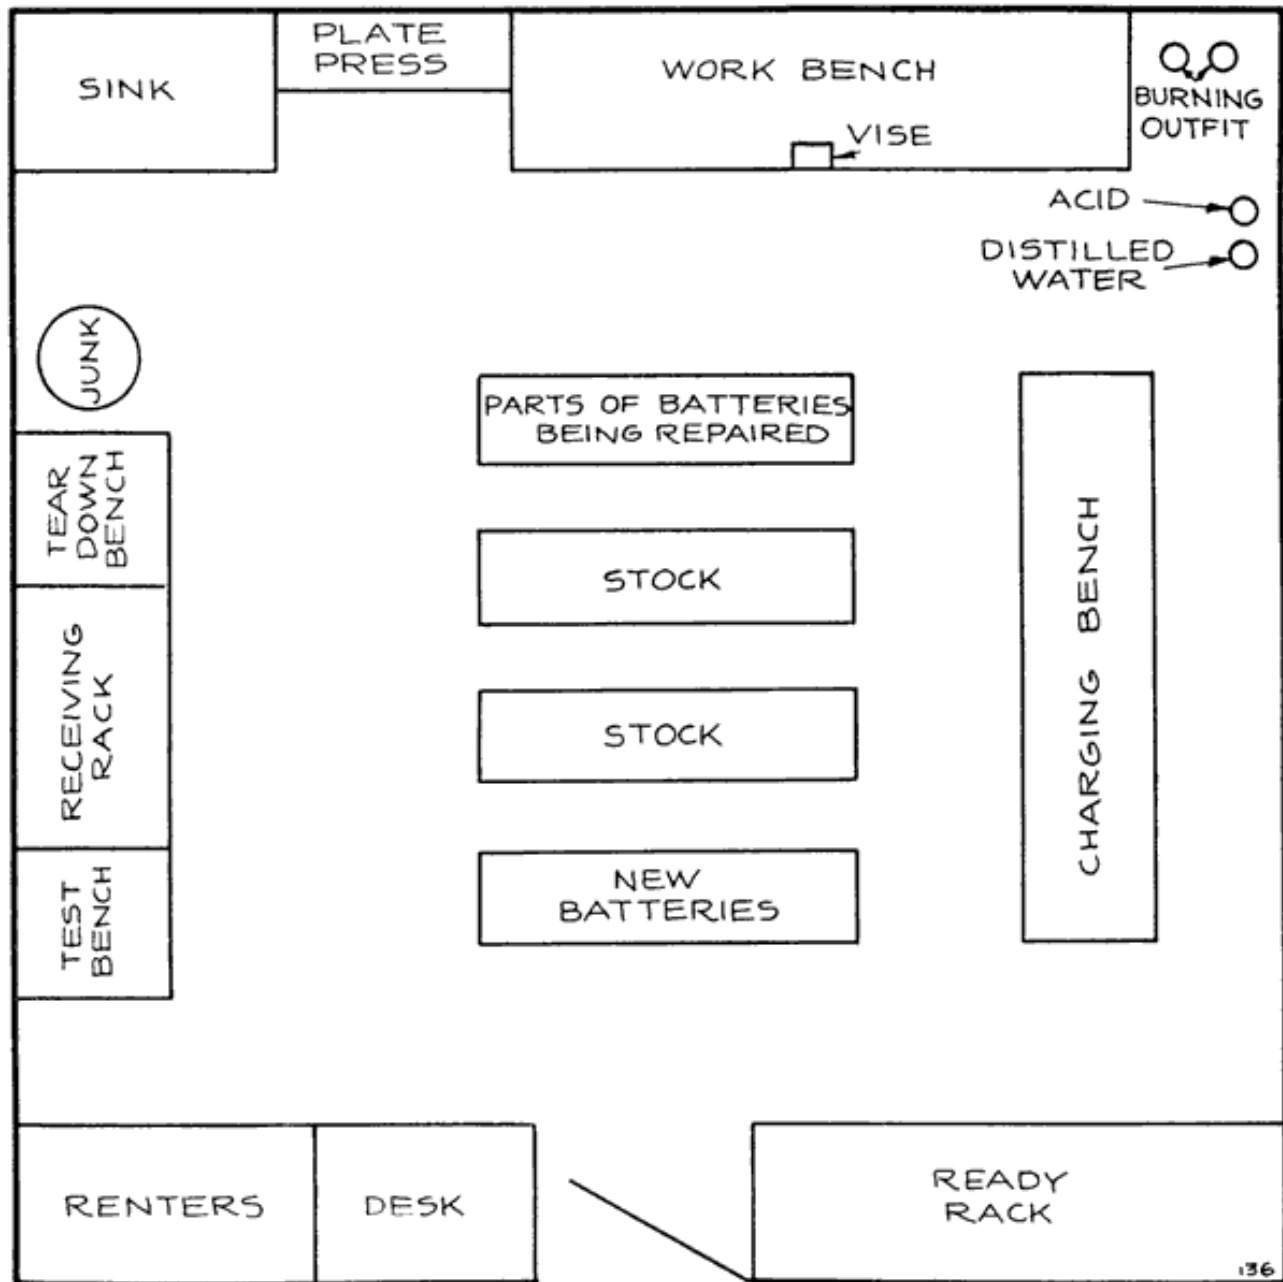 SINK
PLATE
PRESS
WORK BENCH
VISE
BURNING
OUTFIT
ACID
DISTILLED
WATER
JUNK
PARTS OF BATTERIES
BEING REPAIRED
TEAR
DOWN
BENCH
STOCK
RECEIVING
RACK
STOCK
CHARGING BENCH
TEST
BENCH
NEW
BATTERIES
RENTERS
DESK
READY
RACK
136